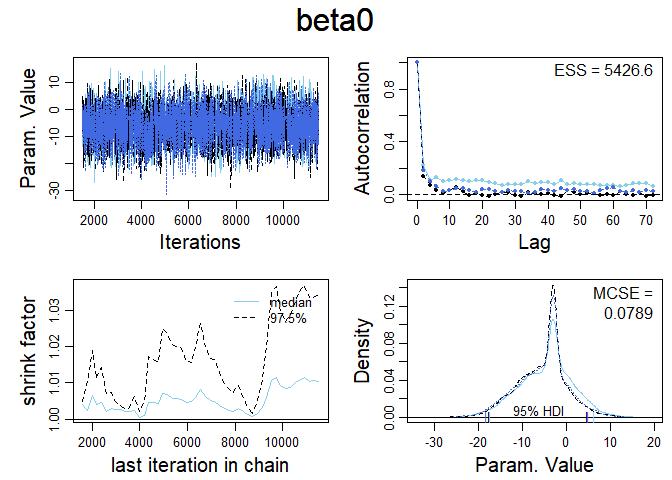 beta0
Param. Value
10
0
-10
-30
2000 4000 6000 8000 10000
Iterations
Autocorrelation
0.8
0.4
0.0
ESS = 5426.6
0 10 20 30 40 50 60 70
Lag
shrink factor
1.03
1.02
1.01
1.00
median
97.5%
2000 4000 6000 8000 10000
last iteration in chain
Density
0.12
0.08
0.04
0.00
MCSE =
0.0789
95% HDI
-30 -20 -10 0 10 20
Param. Value